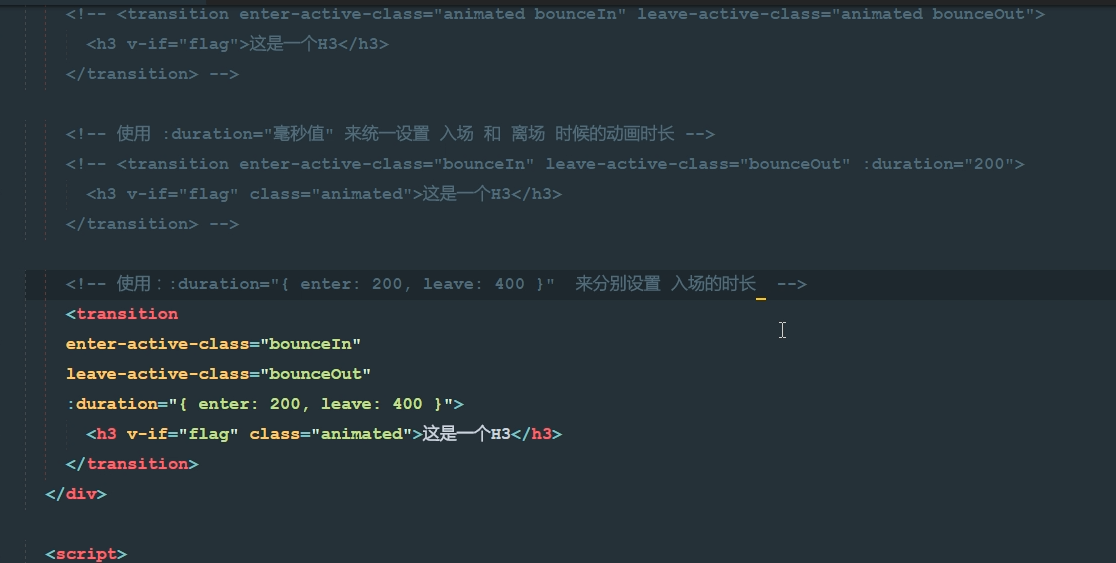 <!-- <transition enter-active-class="animated bounceIn" leave-active-class="animated bounceOut">
<h3 v-if="flag">这是一个H3</h3>
</transition> -->
<!-- 使用 :duration="毫秒值" 来统一设置 入场 和 离场 时候的动画时长 -->
<!-- <transition enter-active-class="bounceIn" leave-active-class="bounceOut" :duration="200">
<h3 v-if="flag" class="animated">这是一个H3</h3>
</transition> -->
<!-- 使用::duration="{ enter: 200, leave: 400 }"  来分别设置 入场的时长  -->
<transition
enter-active-class="bounceIn"
leave-active-class="bounceOut"
:duration="{ enter: 200, leave: 400 }">
<h3 v-if="flag" class="animated">这是一个H3</h3>
</transition>
</div>
<script>